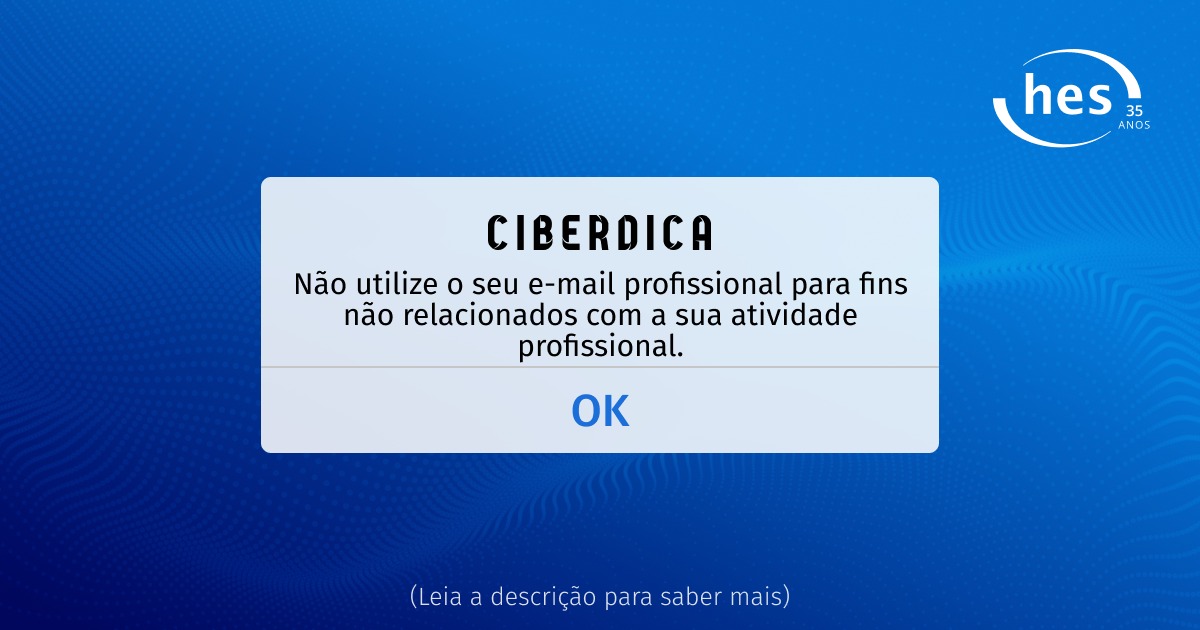 hes
35
ANOS
CIBERDICA
Não utilize o seu e-mail profissional para fins
não relacionados com a sua atividade
profissional.
OK
(Leia a descrição para saber mais)